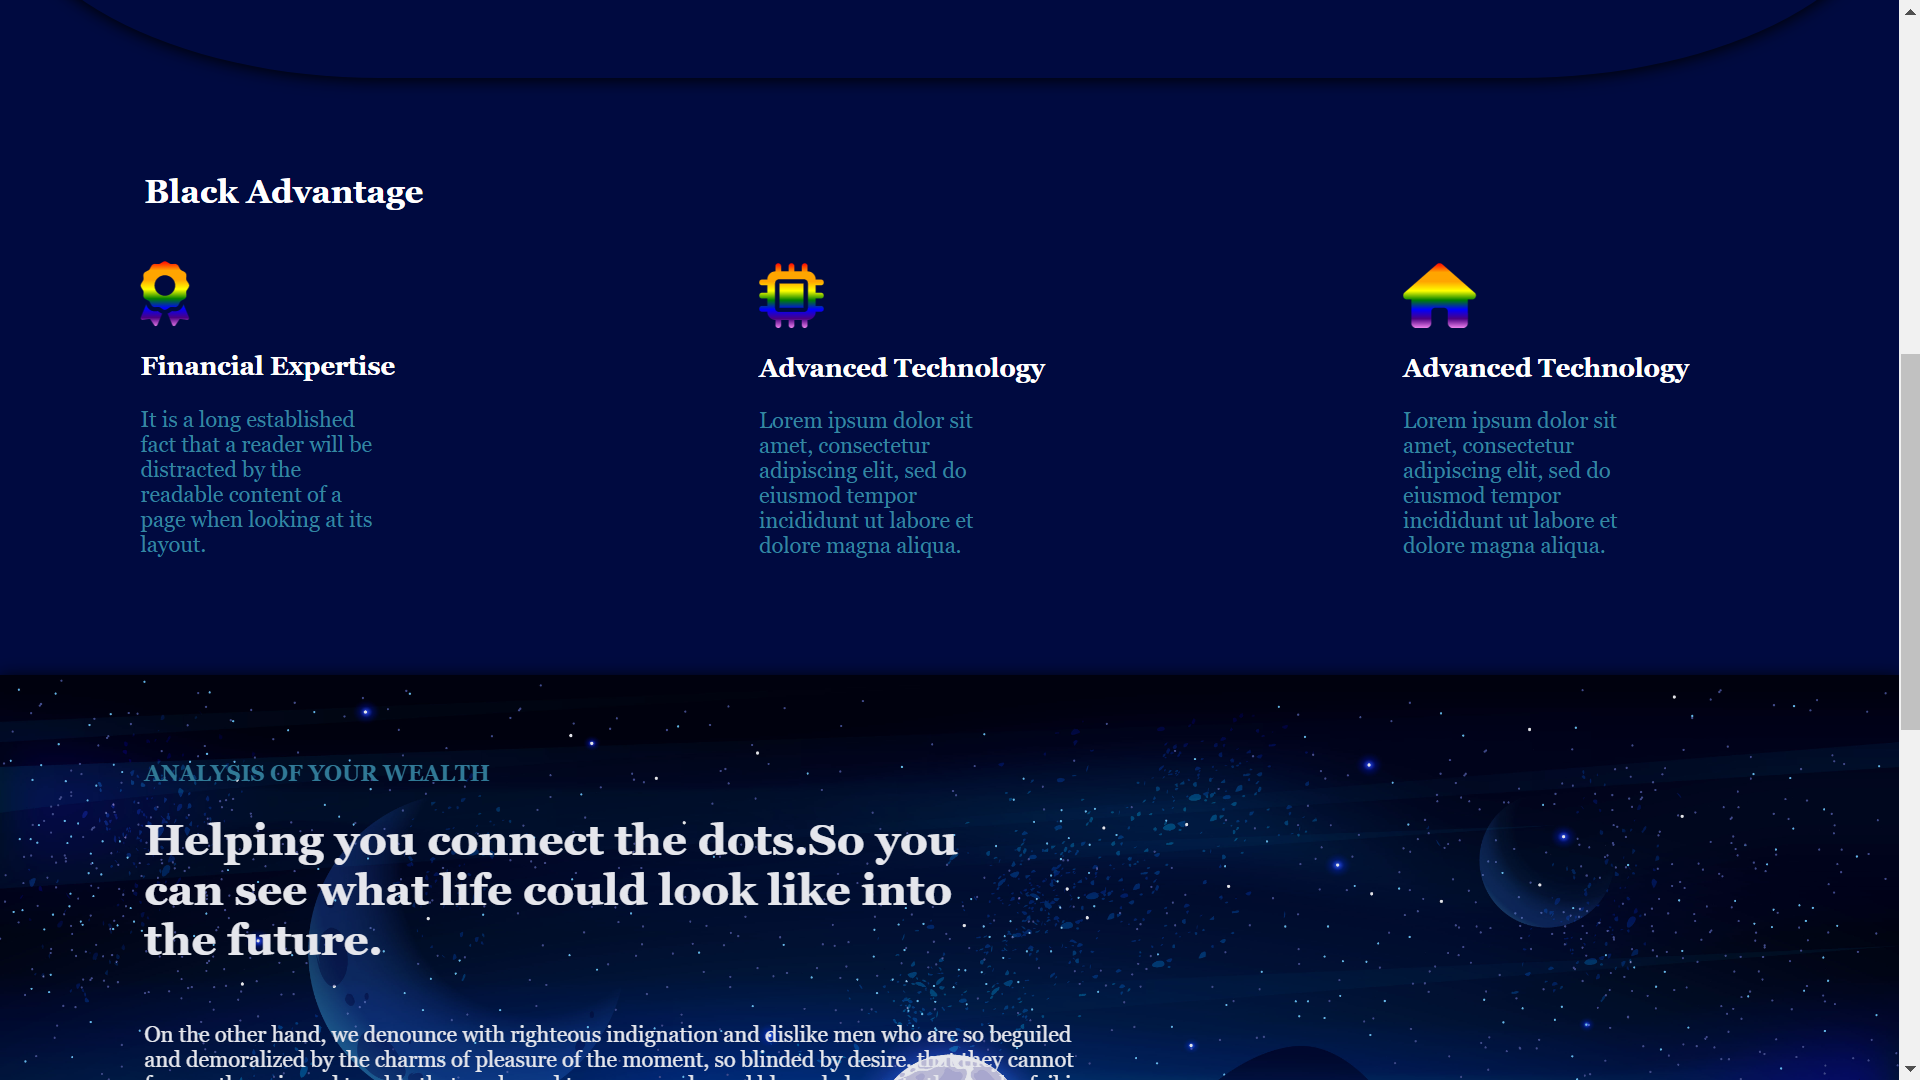 Black Advantage
Financial Expertise
It is a long established
fact that a reader will be
distracted by the
readable content of a
page when looking at its
layout.
Advanced Technology
Lorem ipsum dolor sit
amet, consectetur
adipiscing elit, sed do
eiusmod tempor
incididunt ut labore et
dolore magna aliqua.
Advanced Technology
Lorem ipsum dolor sit
amet, consectetur
adipiscing elit, sed do
eiusmod tempor
incididunt ut labore et
dolore magna aliqua.
ANALYSIS OF YOUR WEALTH
Helping you connect the dots.So you
can see what life could look like into
the future.
On the other hand, we denounce with righteous indignation and dislike men who are so beguiled
and demoralized by the charms of pleasure of the moment, so blinded by desire, that they cannot